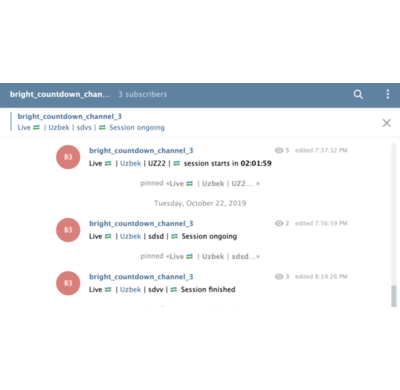 bright_countdown_chan... 3 subscribers
bright_countdown_channel_3
Live | Uzbek | sdvs | Session ongoing
bright_countdown_channel_3 5 edited 7:37:32 PM
B3
Live | Uzbek | UZ22 | session starts in 02:01:59
pinned «Live | Uzbek | UZ2... »
Tuesday, October 22, 2019
bright_countdown_channel_3 2 edited 7:56:59 PM
B3
Live | Uzbek | sdsd | Session ongoing
pinned «Live | Uzbek | sdsd... »
bright_countdown_channel_3 3 edited 8:19:26 PM
B3
Live | Uzbek | sdvv | Session finished